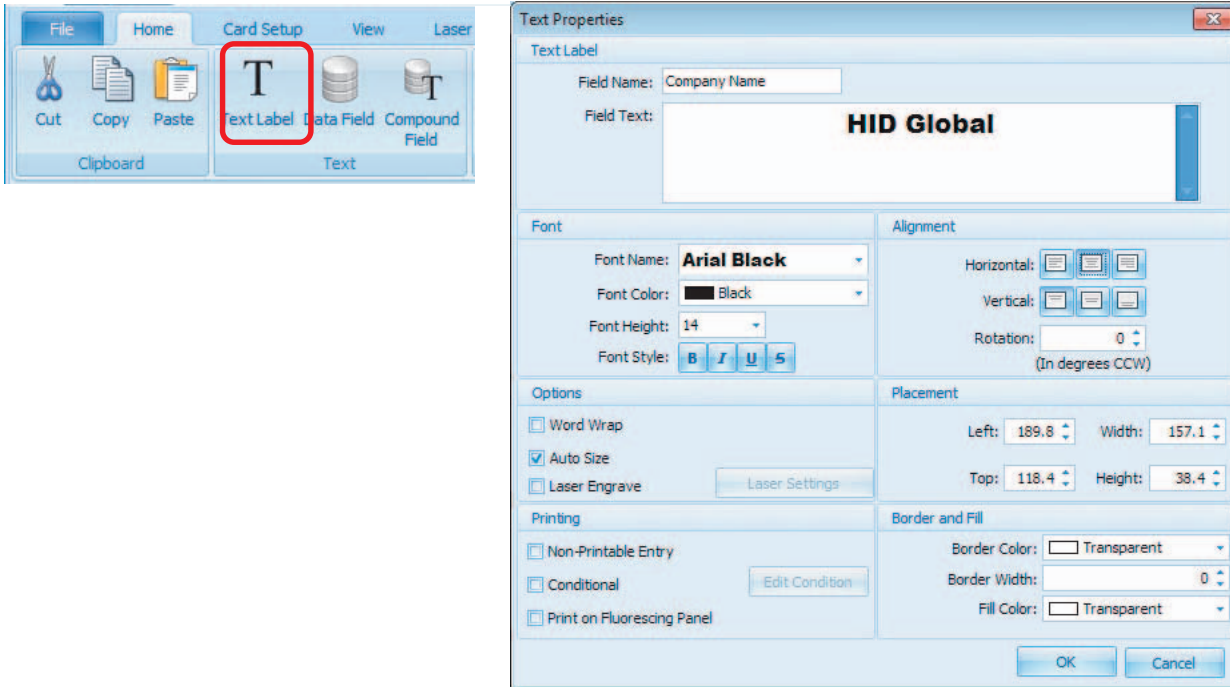 File Home Card Setup View Laser
Cut Copy Paste Text Label Data Field Compound
Field
Clipboard Text
Text Properties
Text Label
Field Name: Company Name
Field Text: HID Global
Font
Font Name: Arial Black
Font Color: Black
Font Height: 14
Font Style: B I U S
Alignment
Horizontal:
Vertical:
Rotation: 0
(In degrees CCW)
Options
Word Wrap
Auto Size
Laser Engrave Laser Settings
Placement
Left: 189.8 Width: 157.1
Top: 118.4 Height: 38.4
Printing
Non-Printable Entry
Conditional Edit Condition
Print on Fluorescing Panel
Border and Fill
Border Color: Transparent
Border Width: 0
Fill Color: Transparent
OK Cancel